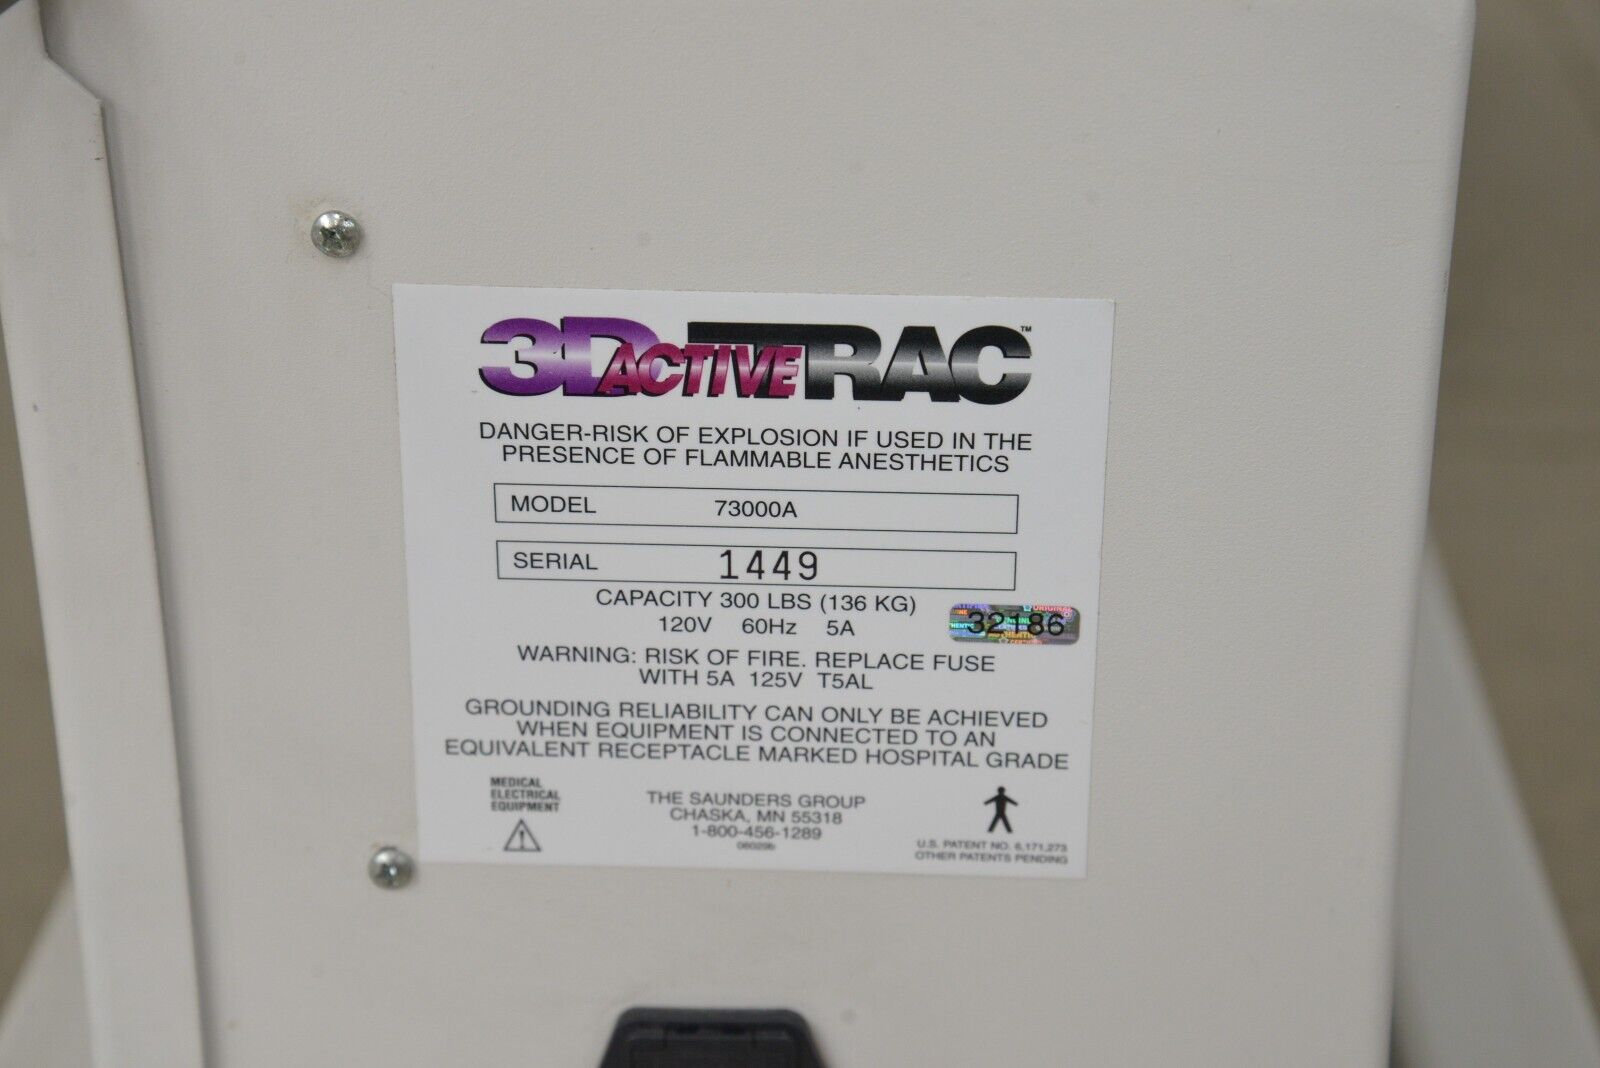 3D ACTIVE TRAC™
DANGER-RISK OF EXPLOSION IF USED IN THE
PRESENCE OF FLAMMABLE ANESTHETICS
MODEL 73000A
SERIAL 1449
CAPACITY 300 LBS (136 KG)
120V 60Hz 5A
32186
WARNING: RISK OF FIRE. REPLACE FUSE
WITH 5A 125V T5AL
GROUNDING RELIABILITY CAN ONLY BE ACHIEVED
WHEN EQUIPMENT IS CONNECTED TO AN
EQUIVALENT RECEPTACLE MARKED HOSPITAL GRADE
MEDICAL
ELECTRICAL
EQUIPMENT
THE SAUNDERS GROUP
CHASKA, MN 55318
1-800-456-1289
06029b
U.S. PATENT NO. 6,171,273
OTHER PATENTS PENDING